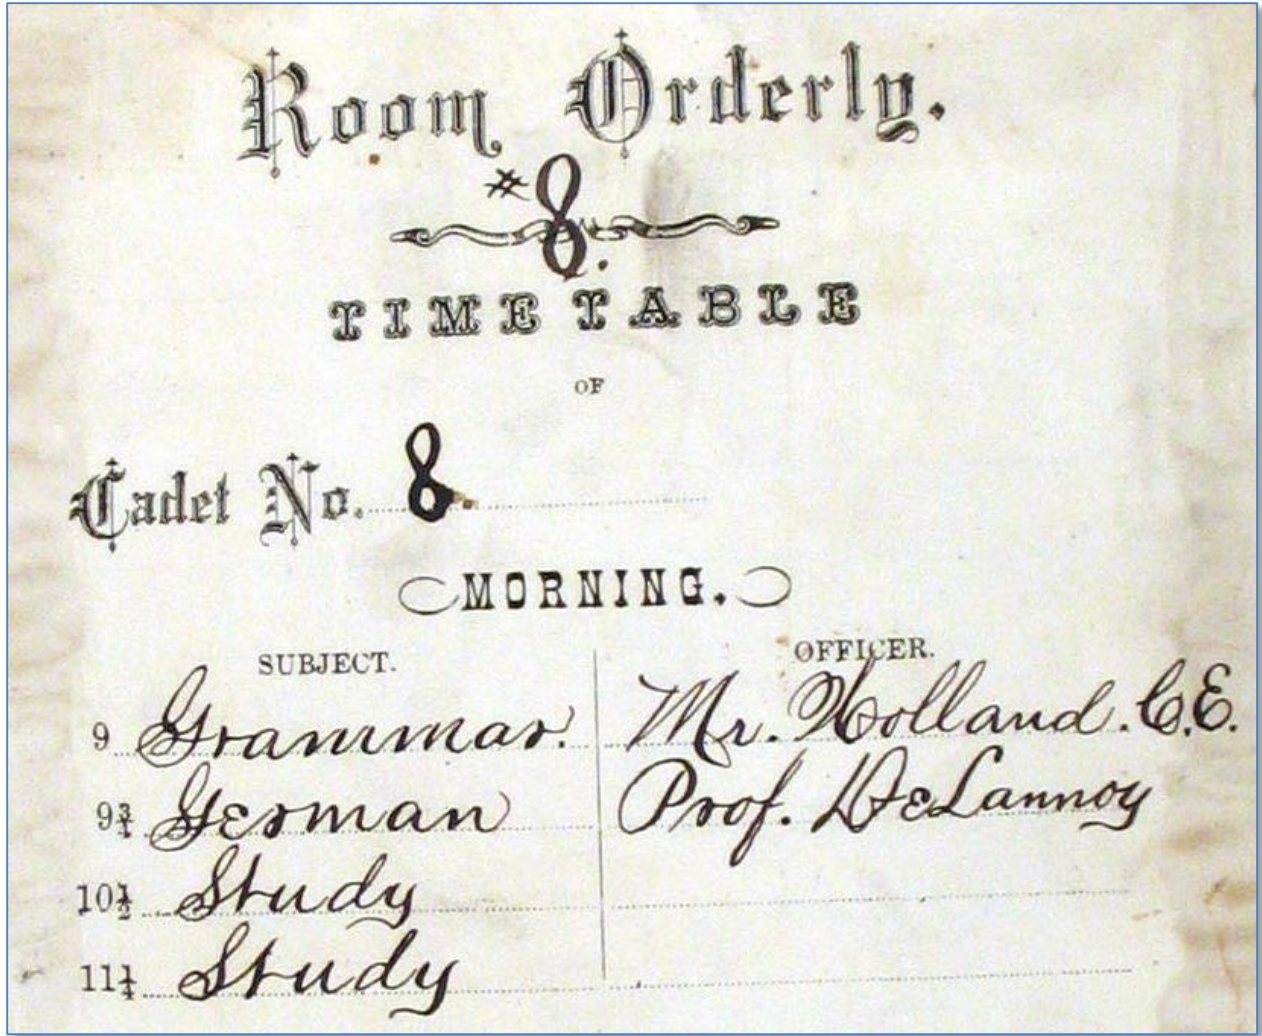 Room Orderly.
#8.
TIME TABLE
OF
Cadet No. 8
MORNING.
SUBJECT. OFFICER.
9 Grammar. Mr. Holland. C.E.
9¾ German Prof. DeLannoy
10½ Study
11¼ Study